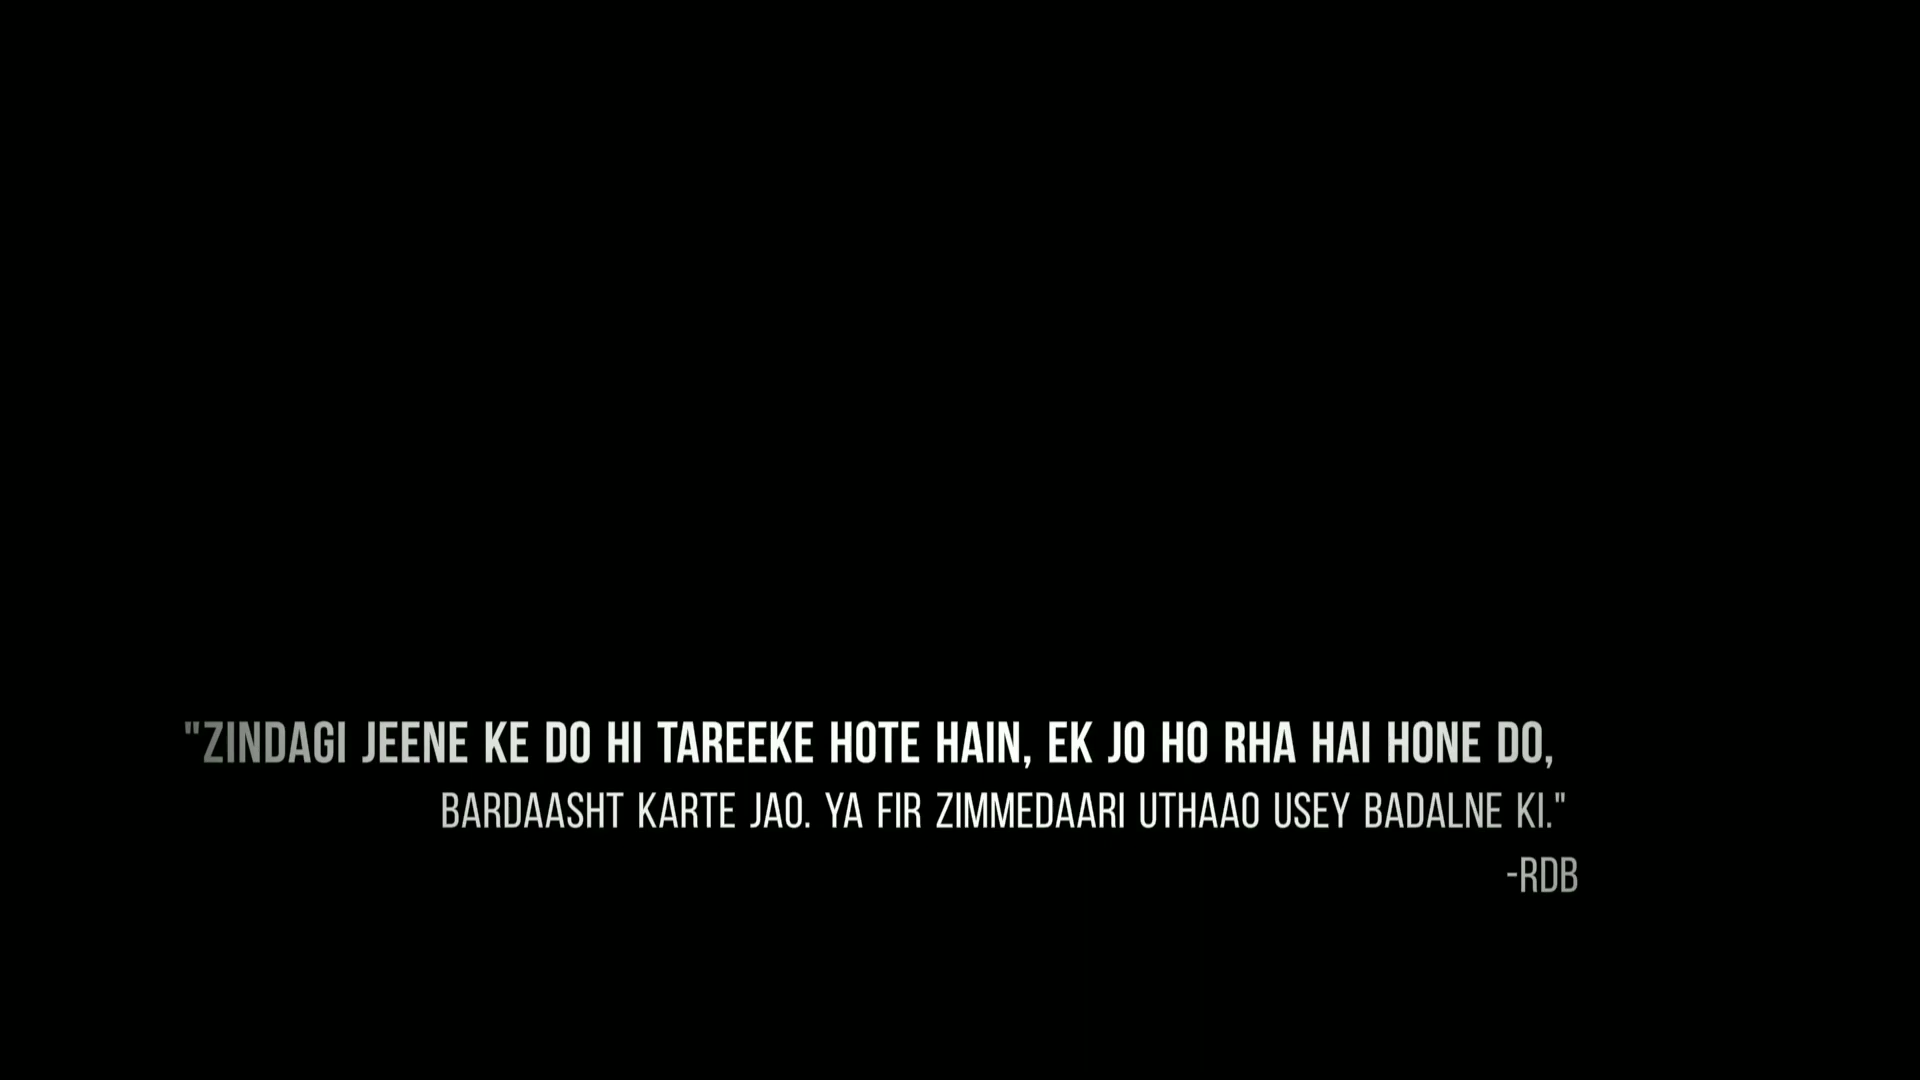 "ZINDAGI JEENE KE DO HI TAREEKE HOTE HAIN, EK JO HO RHA HAI HONE DO,
BARDAASHT KARTE JAO. YA FIR ZIMMEDAARI UTHAAO USEY BADALNE KI."
-RDB